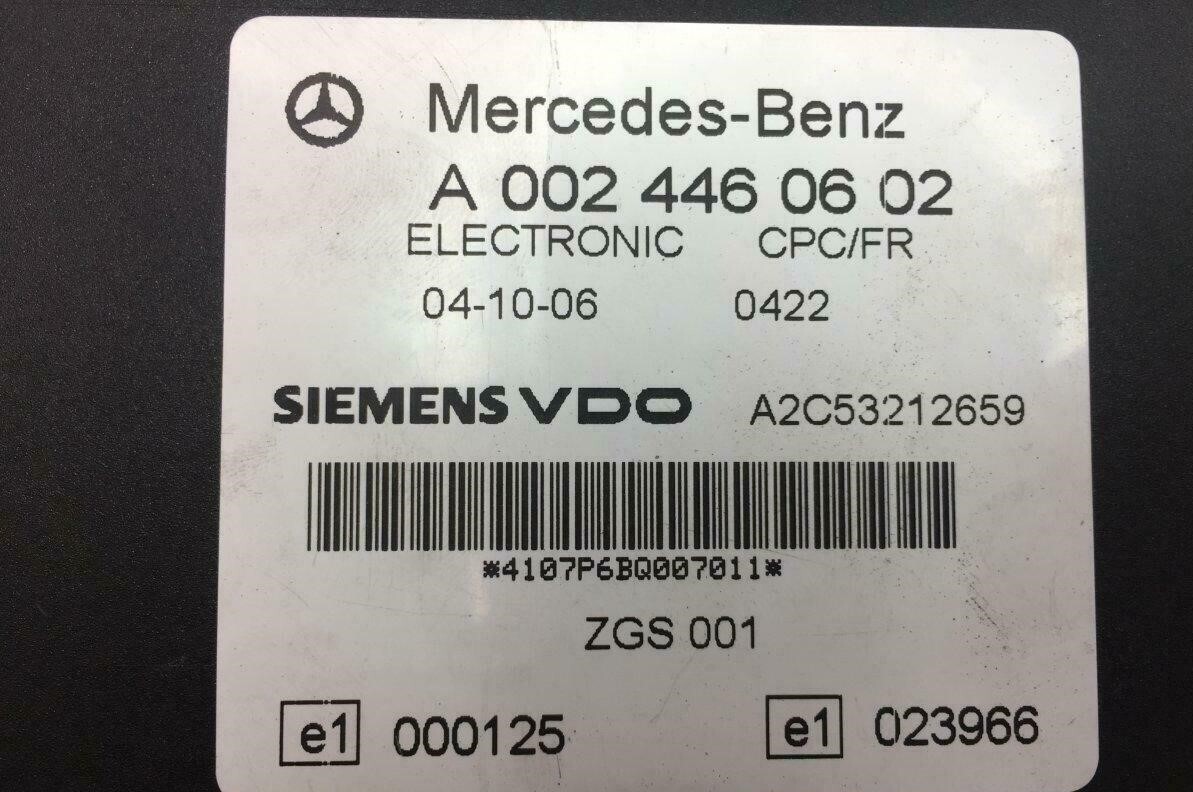 Mercedes-Benz
A 002 446 06 02
ELECTRONIC CPC/FR
04-10-06 0422
SIEMENS VDO A2C53212659
*4107P6BQ007011*
ZGS 001
e1 000125 e1 023966